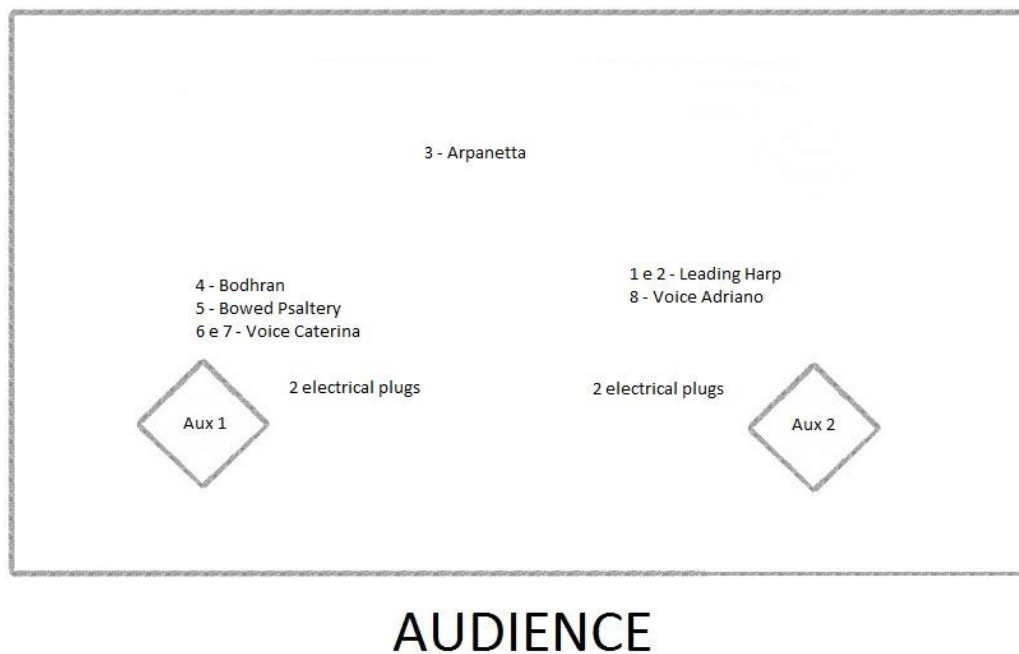 3 - Arpanetta
4 - Bodhran
5 - Bowed Psaltery
6 e 7 - Voice Caterina
1 e 2 - Leading Harp
8 - Voice Adriano
2 electrical plugs
2 electrical plugs
Aux 1
Aux 2
AUDIENCE